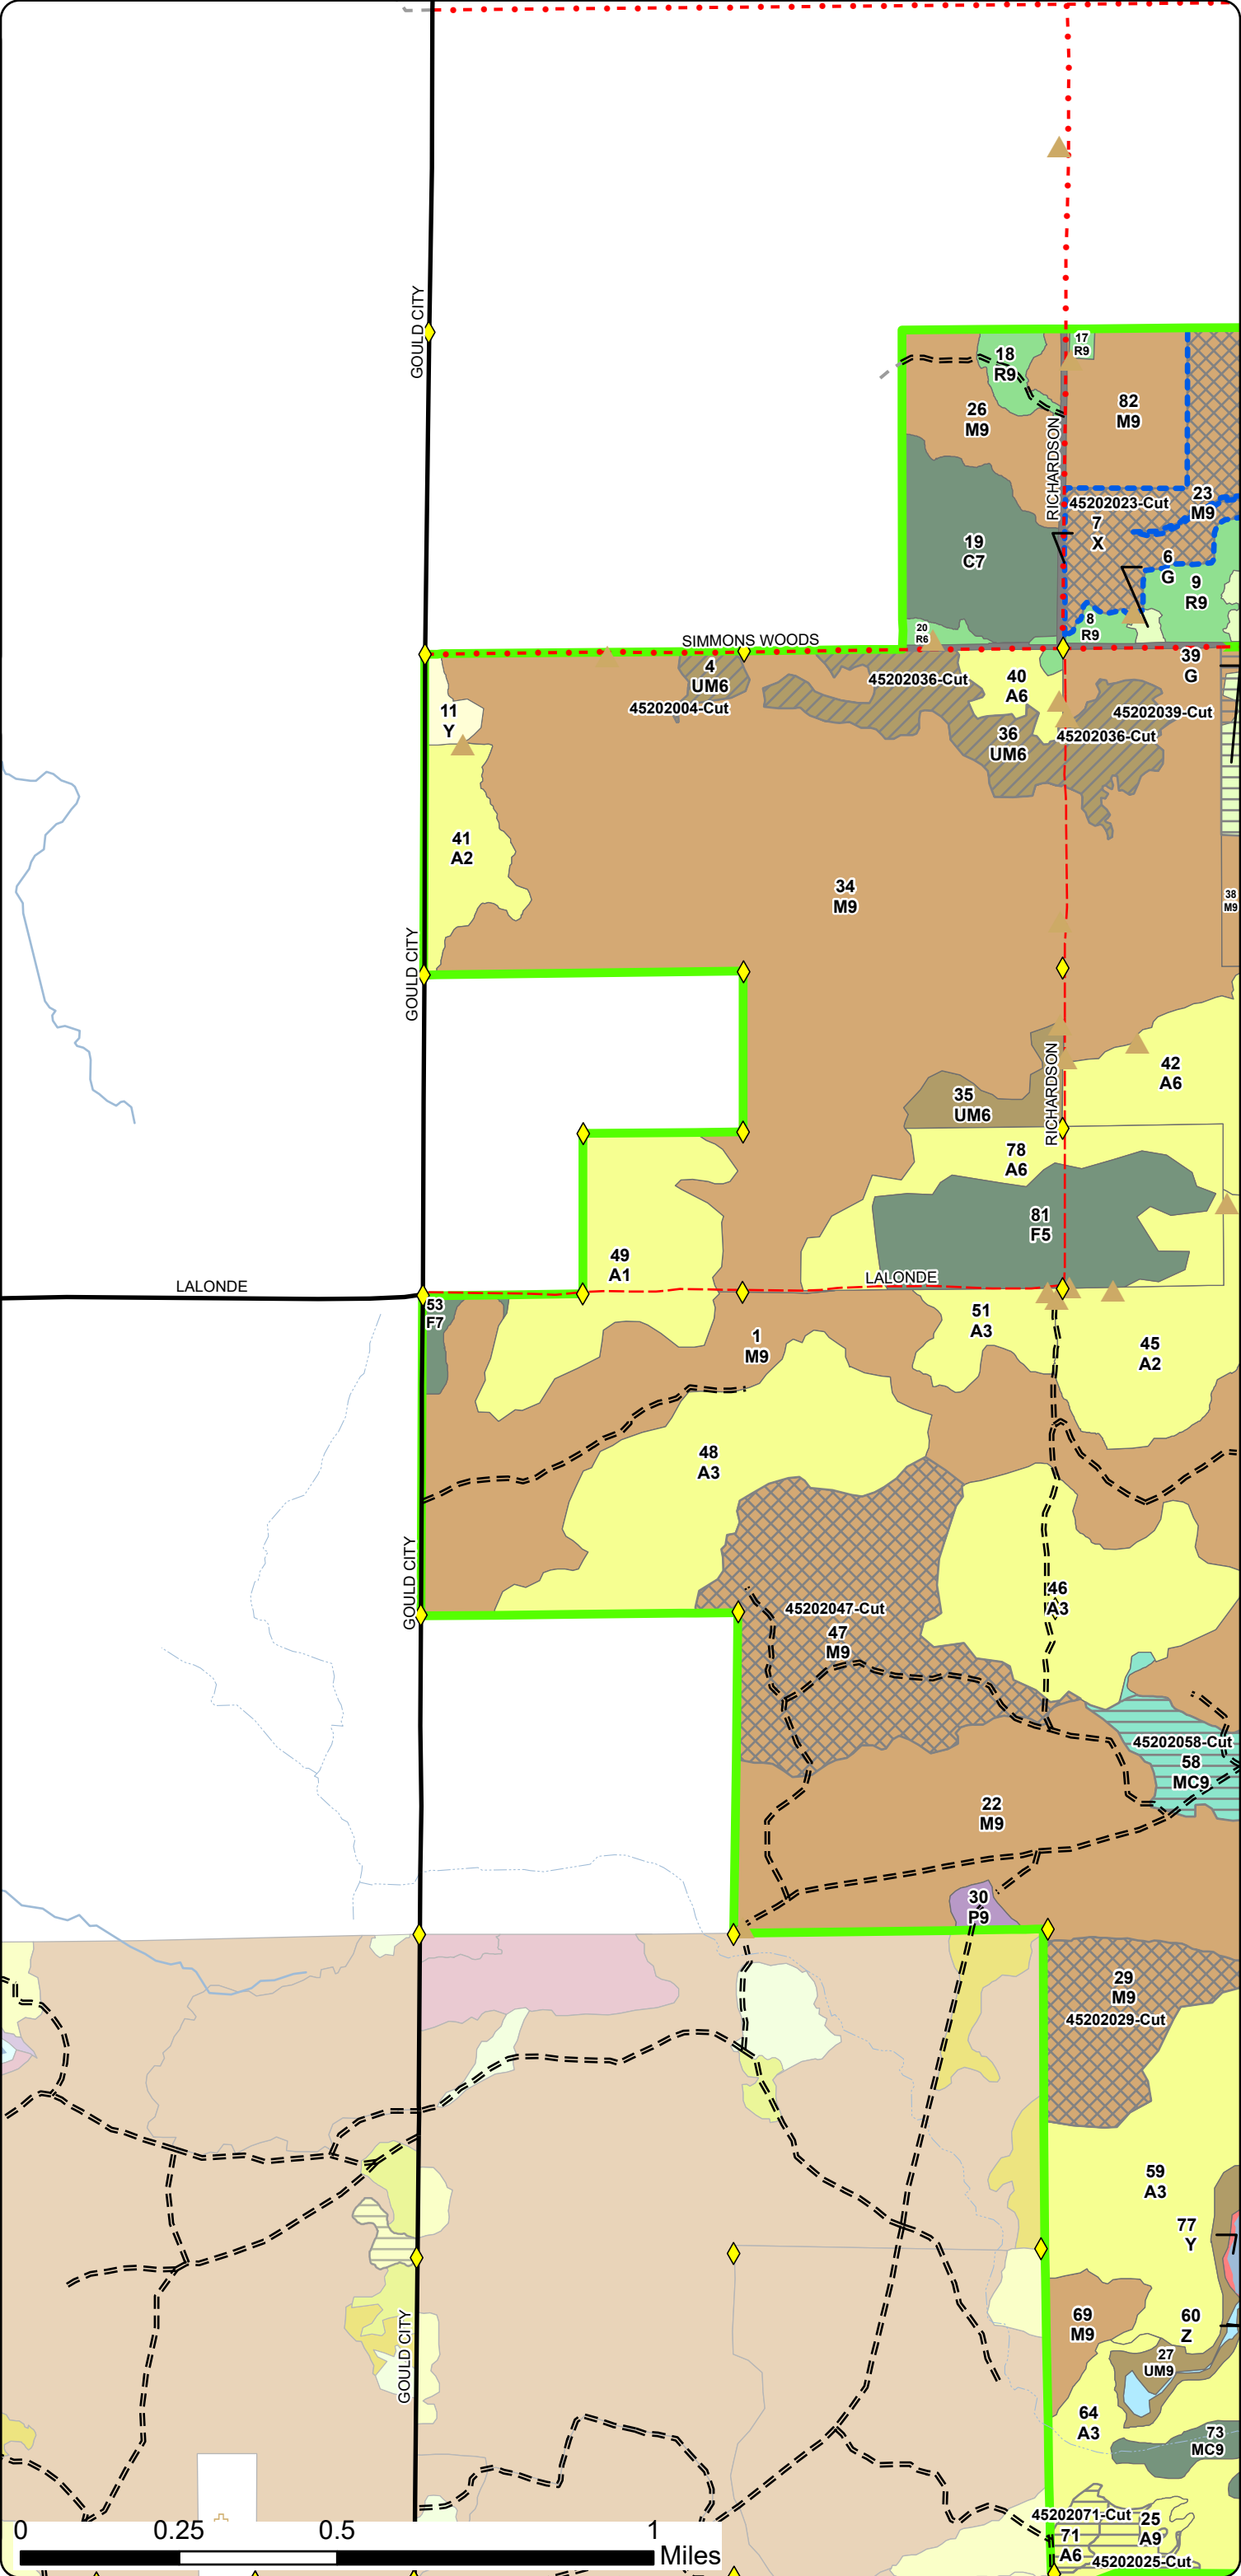 GOULD CITY
17
R9
18
R9
82
M9
26
M9
RICHARDSON
23
M9
45202023-Cut
7
X
19
C7
6
G
9
R9
8
R9
20
R6
SIMMONS WOODS
39
G
4
UM6
45202004-Cut
45202036-Cut
40
A6
45202039-Cut
11
Y
36
UM6
45202036-Cut
41
A2
34
M9
38
M9
GOULD CITY
42
A6
35
UM6
RICHARDSON
78
A6
81
F5
49
A1
LALONDE
LALONDE
53
F7
51
A3
1
M9
45
A2
48
A3
GOULD CITY
46
A3
45202047-Cut
47
M9
45202058-Cut
58
MC9
22
M9
30
P9
29
M9
45202029-Cut
59
A3
77
Y
69
M9
60
Z
27
UM9
GOULD CITY
64
A3
73
MC9
45202071-Cut
25
A9
71
A6
45202025-Cut
0 0.25 0.5 1
Miles